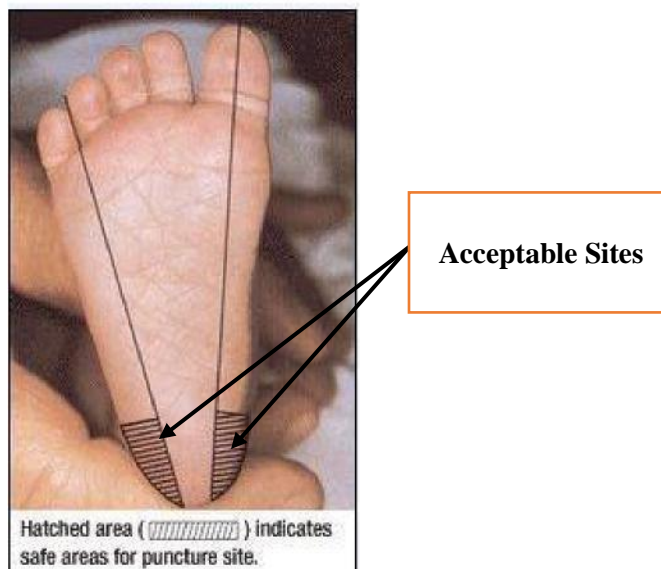 Acceptable Sites
Hatched area ( ) indicates
safe areas for puncture site.